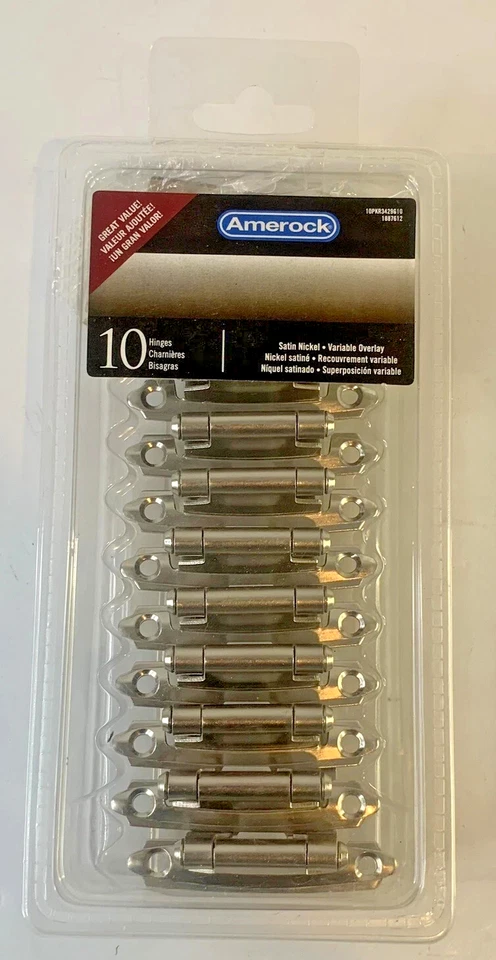 GREAT VALUE!
VALEUR AJOUTÉE!
¡UN GRAN VALOR!
Amerock®
10PKR3429G10
1887612
10
Hinges
Charnières
Bisagras
Satin Nickel • Variable Overlay
Nickel satiné • Recouvrement variable
Níquel satinado • Superposición variable